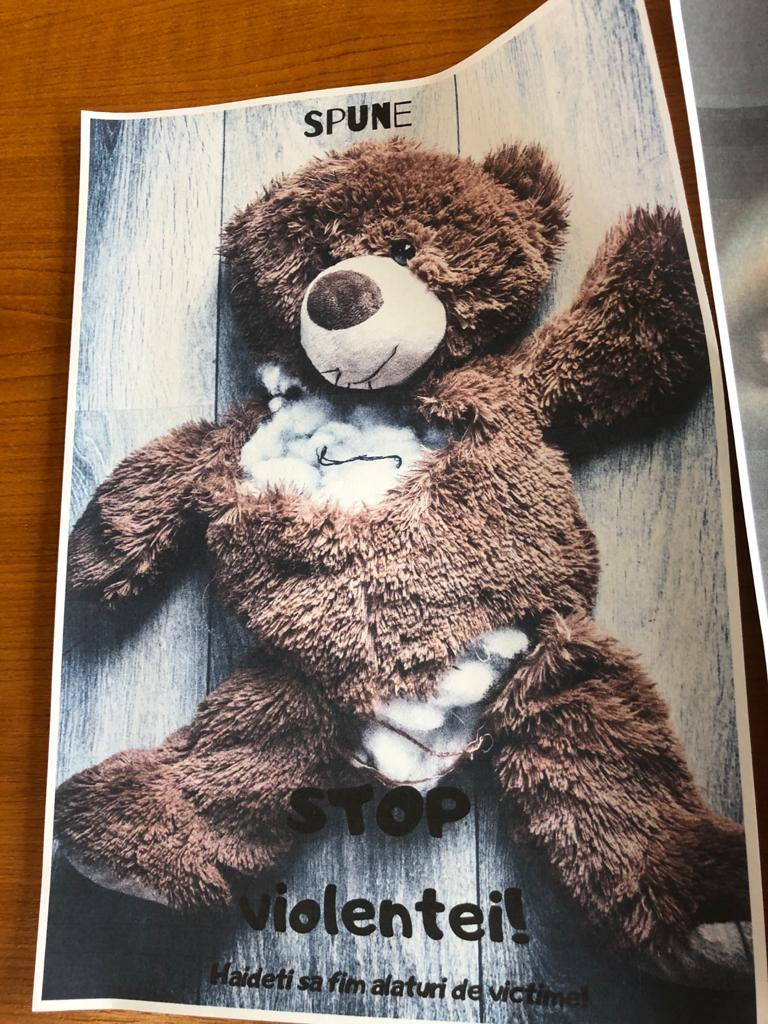 SPUNE
STOP
violentei!
Haideti sa fim alaturi de victime!